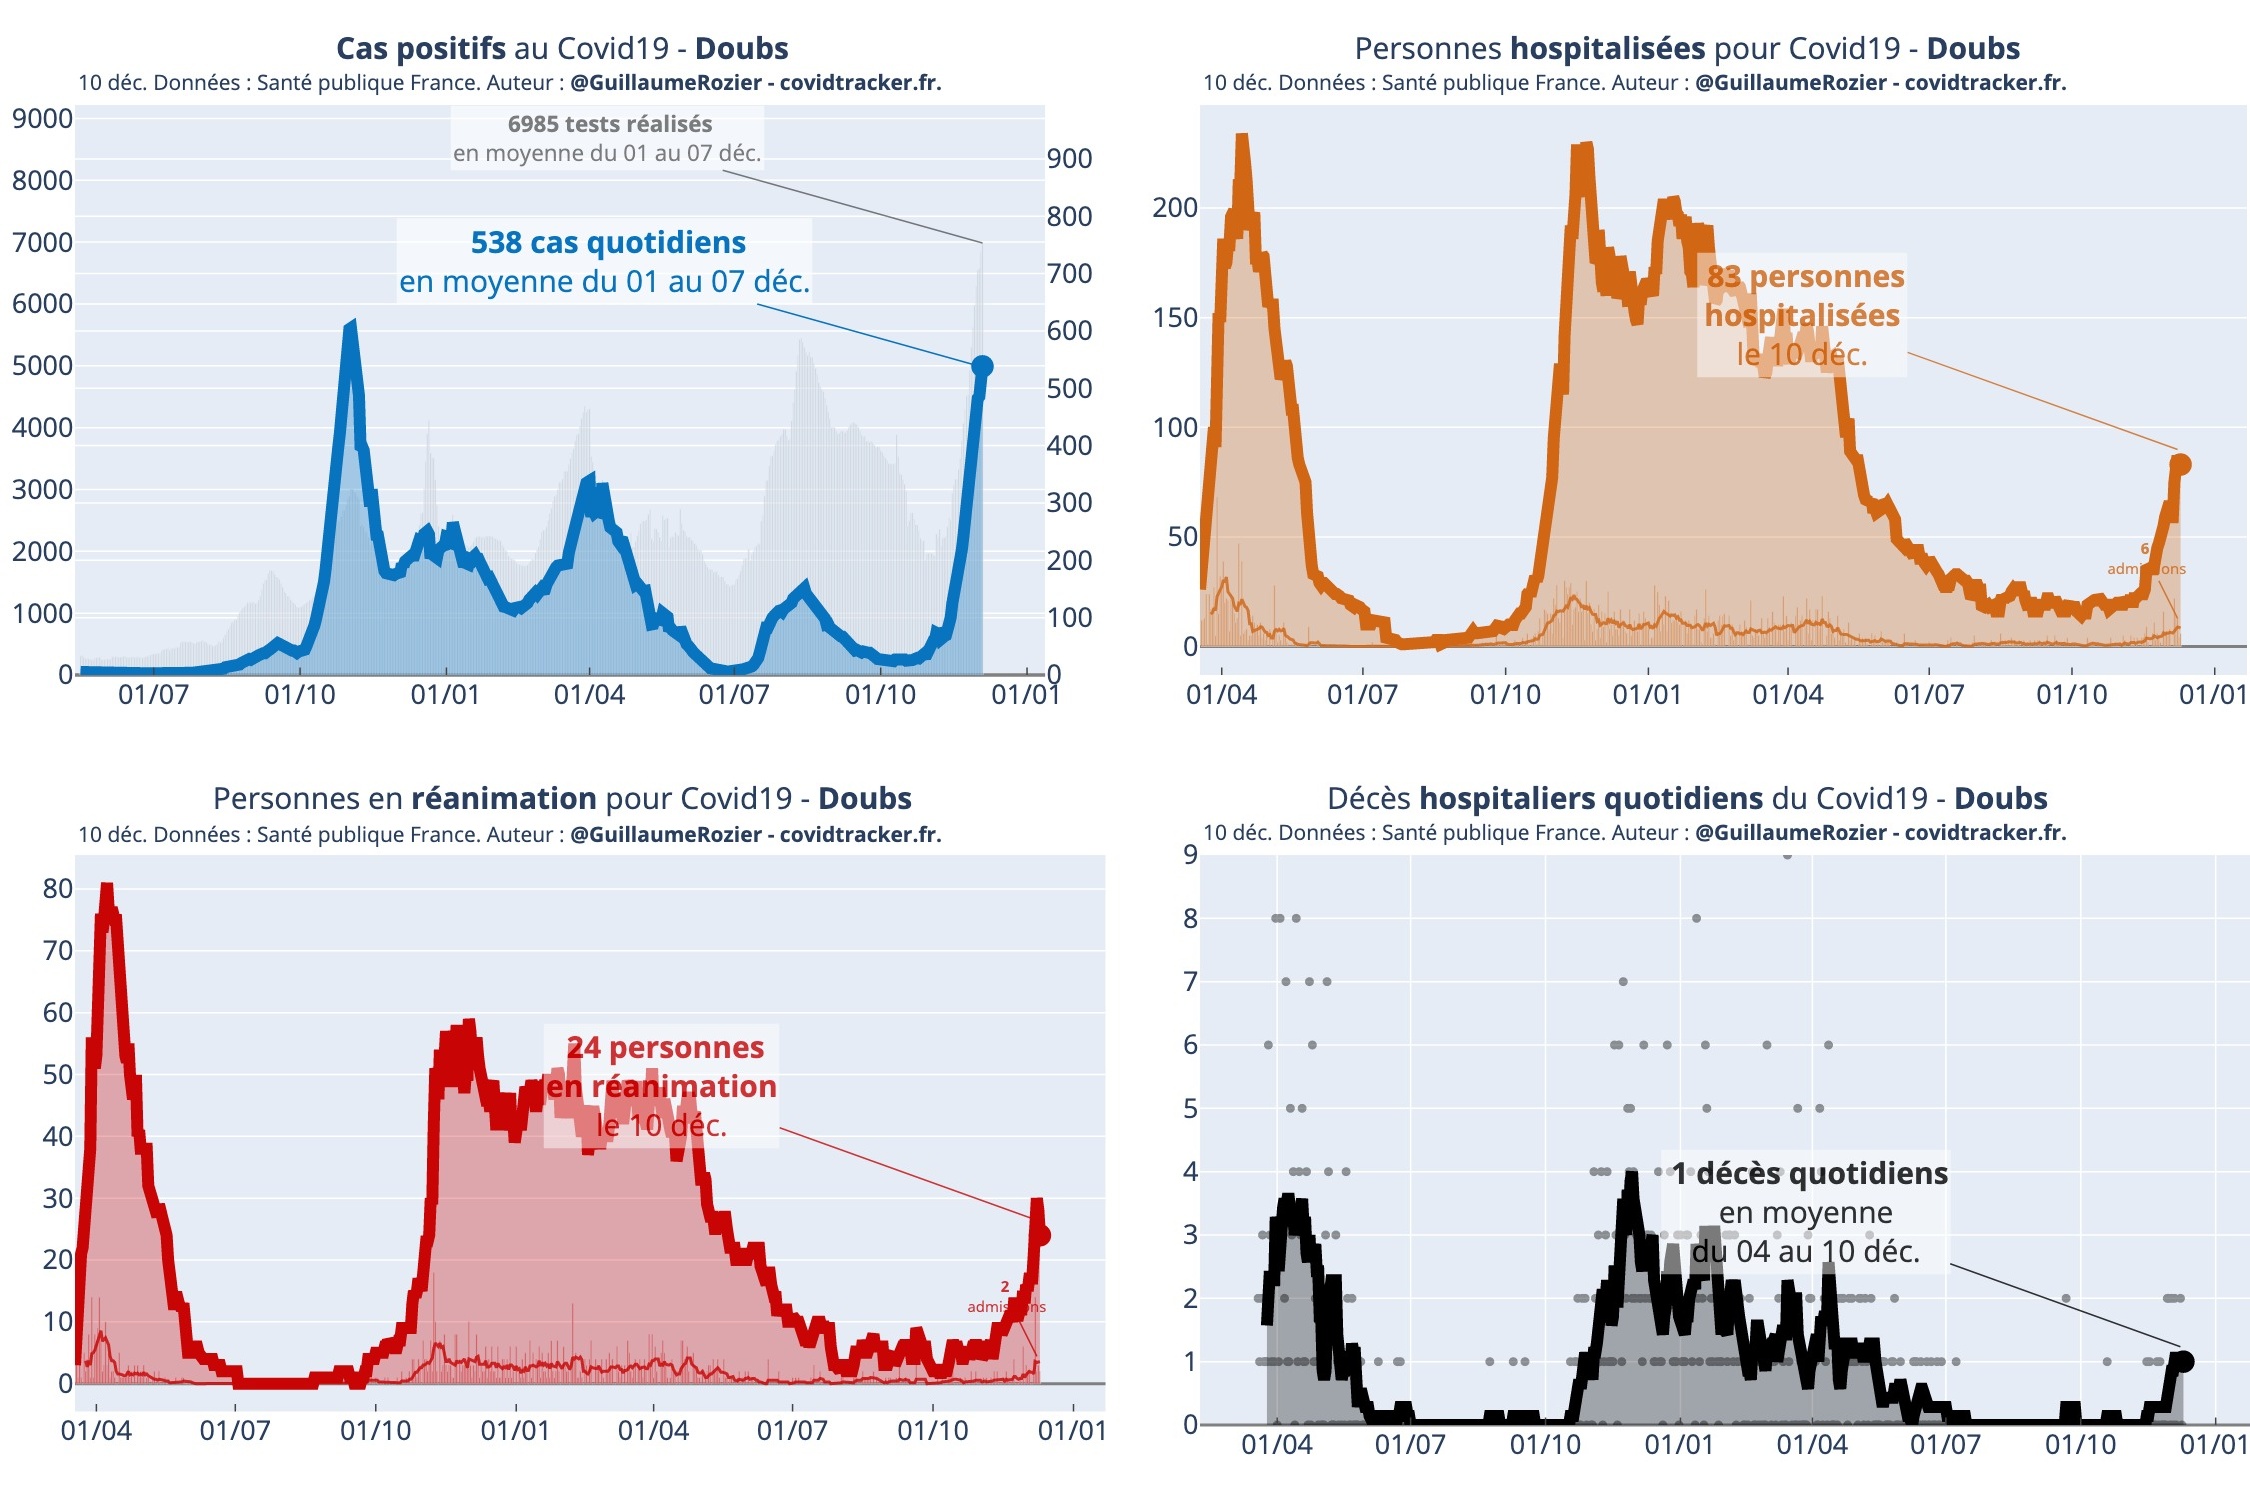 Cas positifs au Covid19 - Doubs
10 déc. Données : Santé publique France. Auteur : @GuillaumeRozier - covidtracker.fr.
6985 tests réalisés
en moyenne du 01 au 07 déc.
538 cas quotidiens
en moyenne du 01 au 07 déc.
9000
8000
7000
6000
5000
4000
3000
2000
1000
0
900
800
700
600
500
400
300
200
100
0
01/07 01/10 01/01 01/04 01/07 01/10 01/01
Personnes hospitalisées pour Covid19 - Doubs
10 déc. Données : Santé publique France. Auteur : @GuillaumeRozier - covidtracker.fr.
83 personnes
hospitalisées
le 10 déc.
6
admissions
200
150
100
50
0
01/04 01/07 01/10 01/01 01/04 01/07 01/10 01/01
Personnes en réanimation pour Covid19 - Doubs
10 déc. Données : Santé publique France. Auteur : @GuillaumeRozier - covidtracker.fr.
24 personnes
en réanimation
le 10 déc.
2
admissions
80
70
60
50
40
30
20
10
0
01/04 01/07 01/10 01/01 01/04 01/07 01/10 01/01
Décès hospitaliers quotidiens du Covid19 - Doubs
10 déc. Données : Santé publique France. Auteur : @GuillaumeRozier - covidtracker.fr.
1 décès quotidiens
en moyenne
du 04 au 10 déc.
9
8
7
6
5
4
3
2
1
0
01/04 01/07 01/10 01/01 01/04 01/07 01/10 01/01